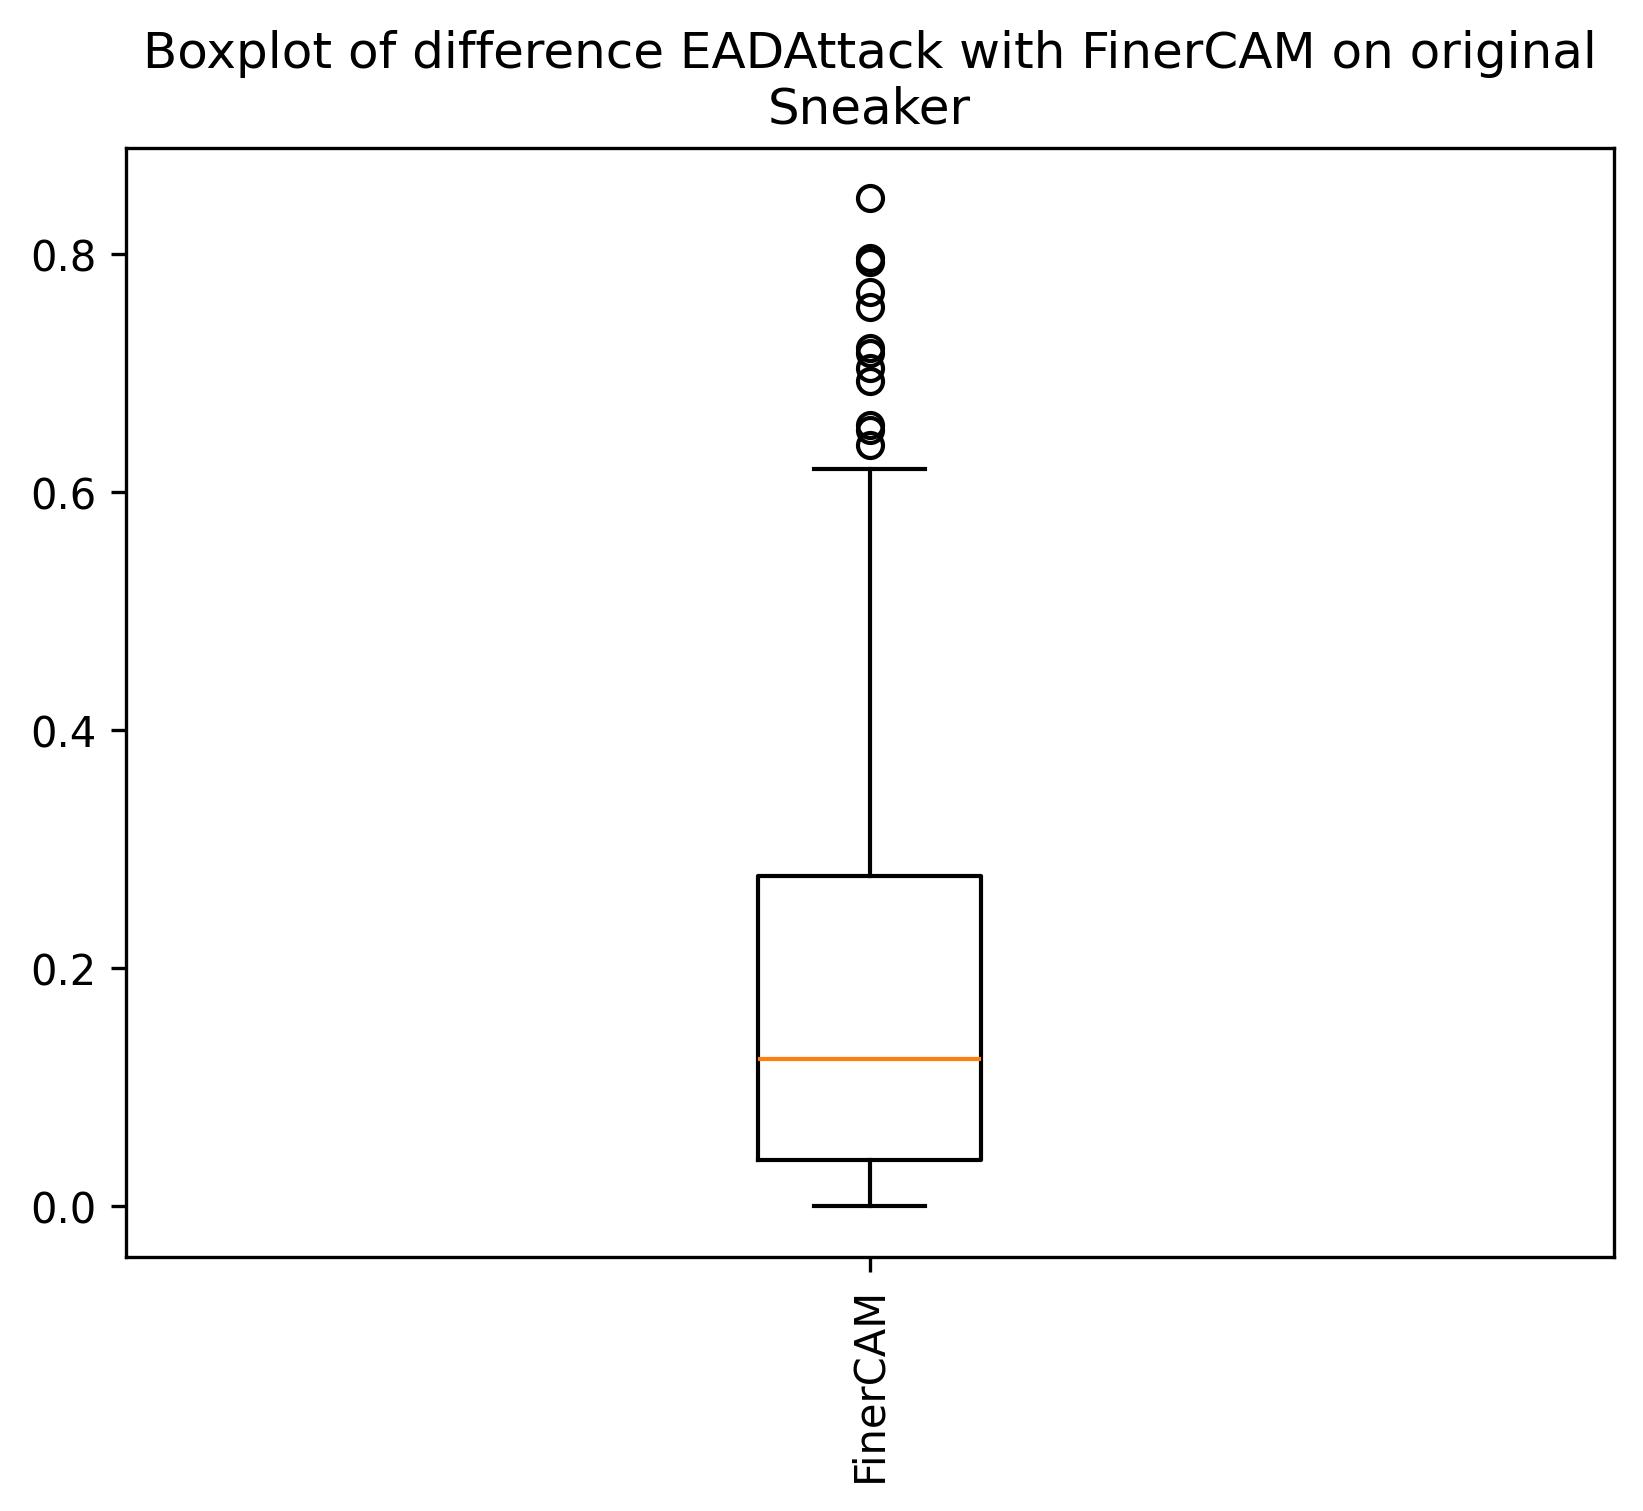 Boxplot of difference EADAttack with FinerCAM on original
Sneaker
0.8
0.6
0.4
0.2
0.0
FinerCAM